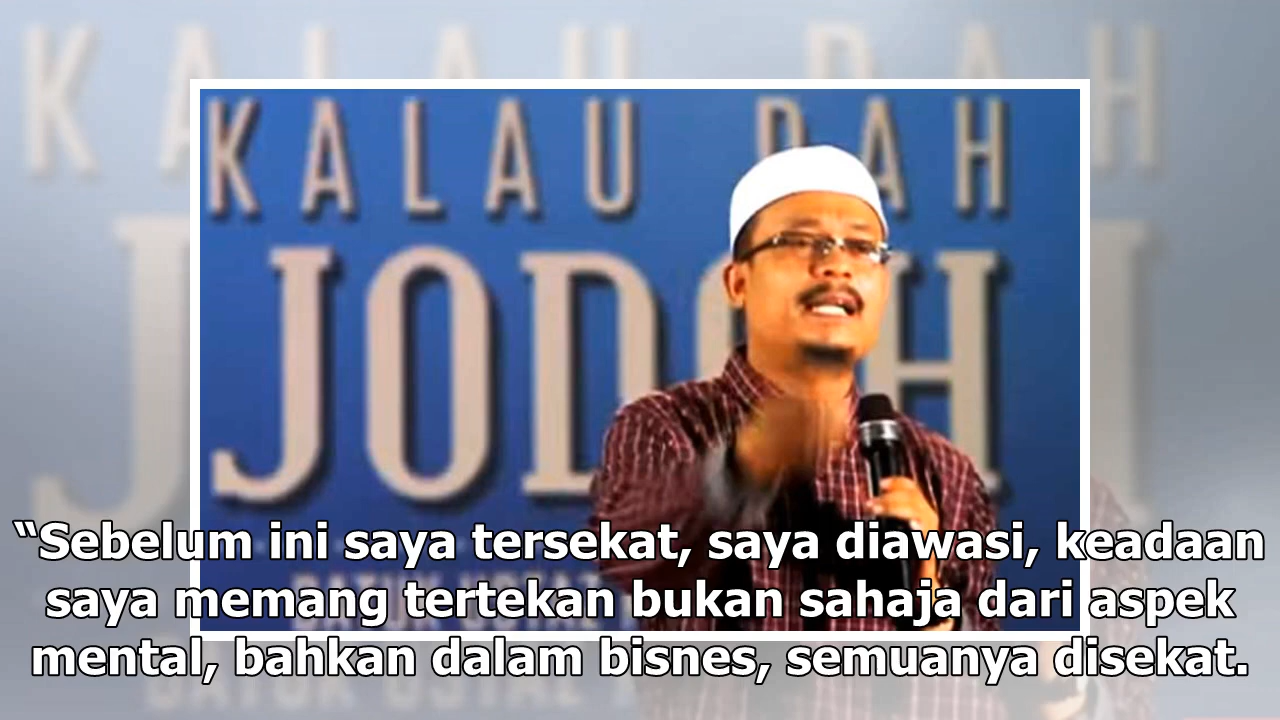 KALAU DAH
JODOH
“Sebelum ini saya tersekat, saya diawasi, keadaan
saya memang tertekan bukan sahaja dari aspek
mental, bahkan dalam bisnes, semuanya disekat.